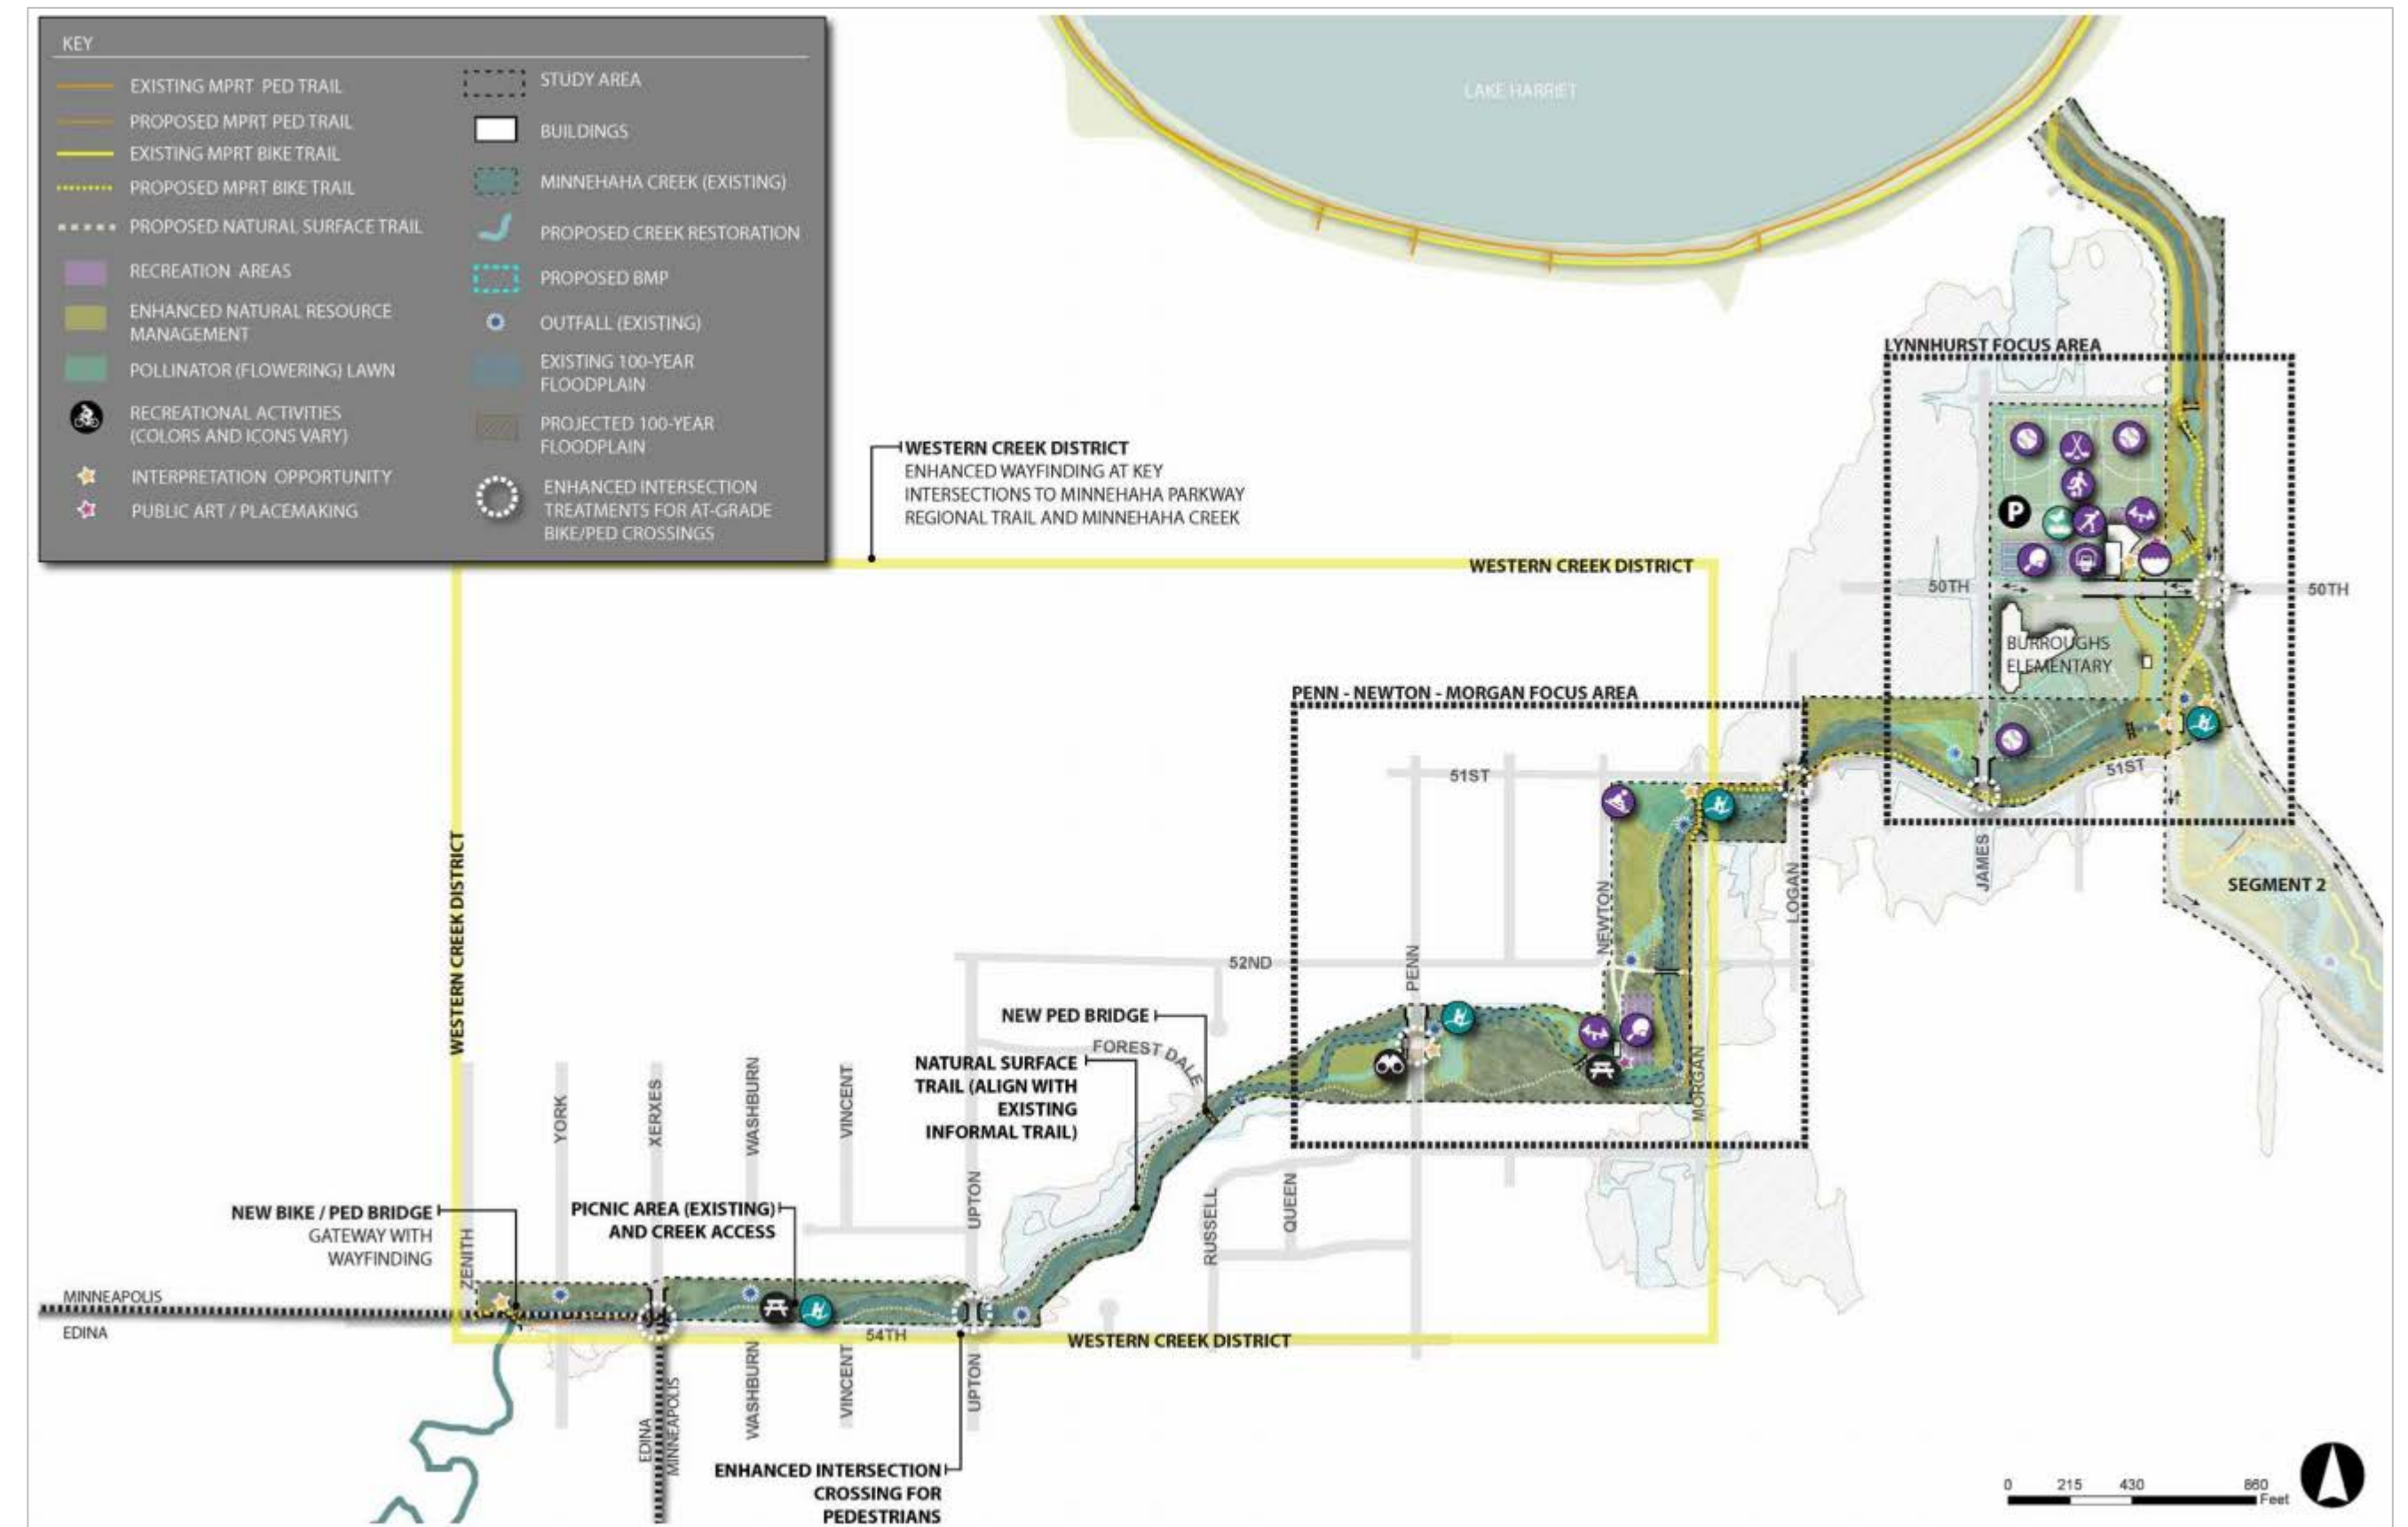 KEY
EXISTING MPRT PED TRAIL
PROPOSED MPRT PED TRAIL
EXISTING MPRT BIKE TRAIL
PROPOSED MPRT BIKE TRAIL
PROPOSED NATURAL SURFACE TRAIL
RECREATION AREAS
ENHANCED NATURAL RESOURCE
MANAGEMENT
POLLINATOR (FLOWERING) LAWN
RECREATIONAL ACTIVITIES
(COLORS AND ICONS VARY)
INTERPRETATION OPPORTUNITY
PUBLIC ART / PLACEMAKING
STUDY AREA
BUILDINGS
MINNEHAHA CREEK (EXISTING)
PROPOSED CREEK RESTORATION
PROPOSED BMP
OUTFALL (EXISTING)
EXISTING 100-YEAR
FLOODPLAIN
PROJECTED 100-YEAR
FLOODPLAIN
ENHANCED INTERSECTION
TREATMENTS FOR AT-GRADE
BIKE/PED CROSSINGS
LAKE HARRIET
LYNNHURST FOCUS AREA
WESTERN CREEK DISTRICT
ENHANCED WAYFINDING AT KEY
INTERSECTIONS TO MINNEHAHA PARKWAY
REGIONAL TRAIL AND MINNEHAHA CREEK
P
WESTERN CREEK DISTRICT
50TH
50TH
BURROUGHS
ELEMENTARY
PENN - NEWTON - MORGAN FOCUS AREA
51ST
51ST
WESTERN CREEK DISTRICT
JAMES
LOGAN
SEGMENT 2
NEWTON
PENN
52ND
NEW PED BRIDGE
FOREST DALE
NATURAL SURFACE
TRAIL (ALIGN WITH
EXISTING
INFORMAL TRAIL)
MORGAN
YORK
XERXES
WASHBURN
VINCENT
UPTON
RUSSELL
QUEEN
NEW BIKE / PED BRIDGE
GATEWAY WITH
WAYFINDING
PICNIC AREA (EXISTING)
AND CREEK ACCESS
ZENITH
MINNEAPOLIS
EDINA
54TH
WESTERN CREEK DISTRICT
EDINA
MINNEAPOLIS
WASHBURN
VINCENT
UPTON
ENHANCED INTERSECTION
CROSSING FOR
PEDESTRIANS
0 215 430 860
Feet